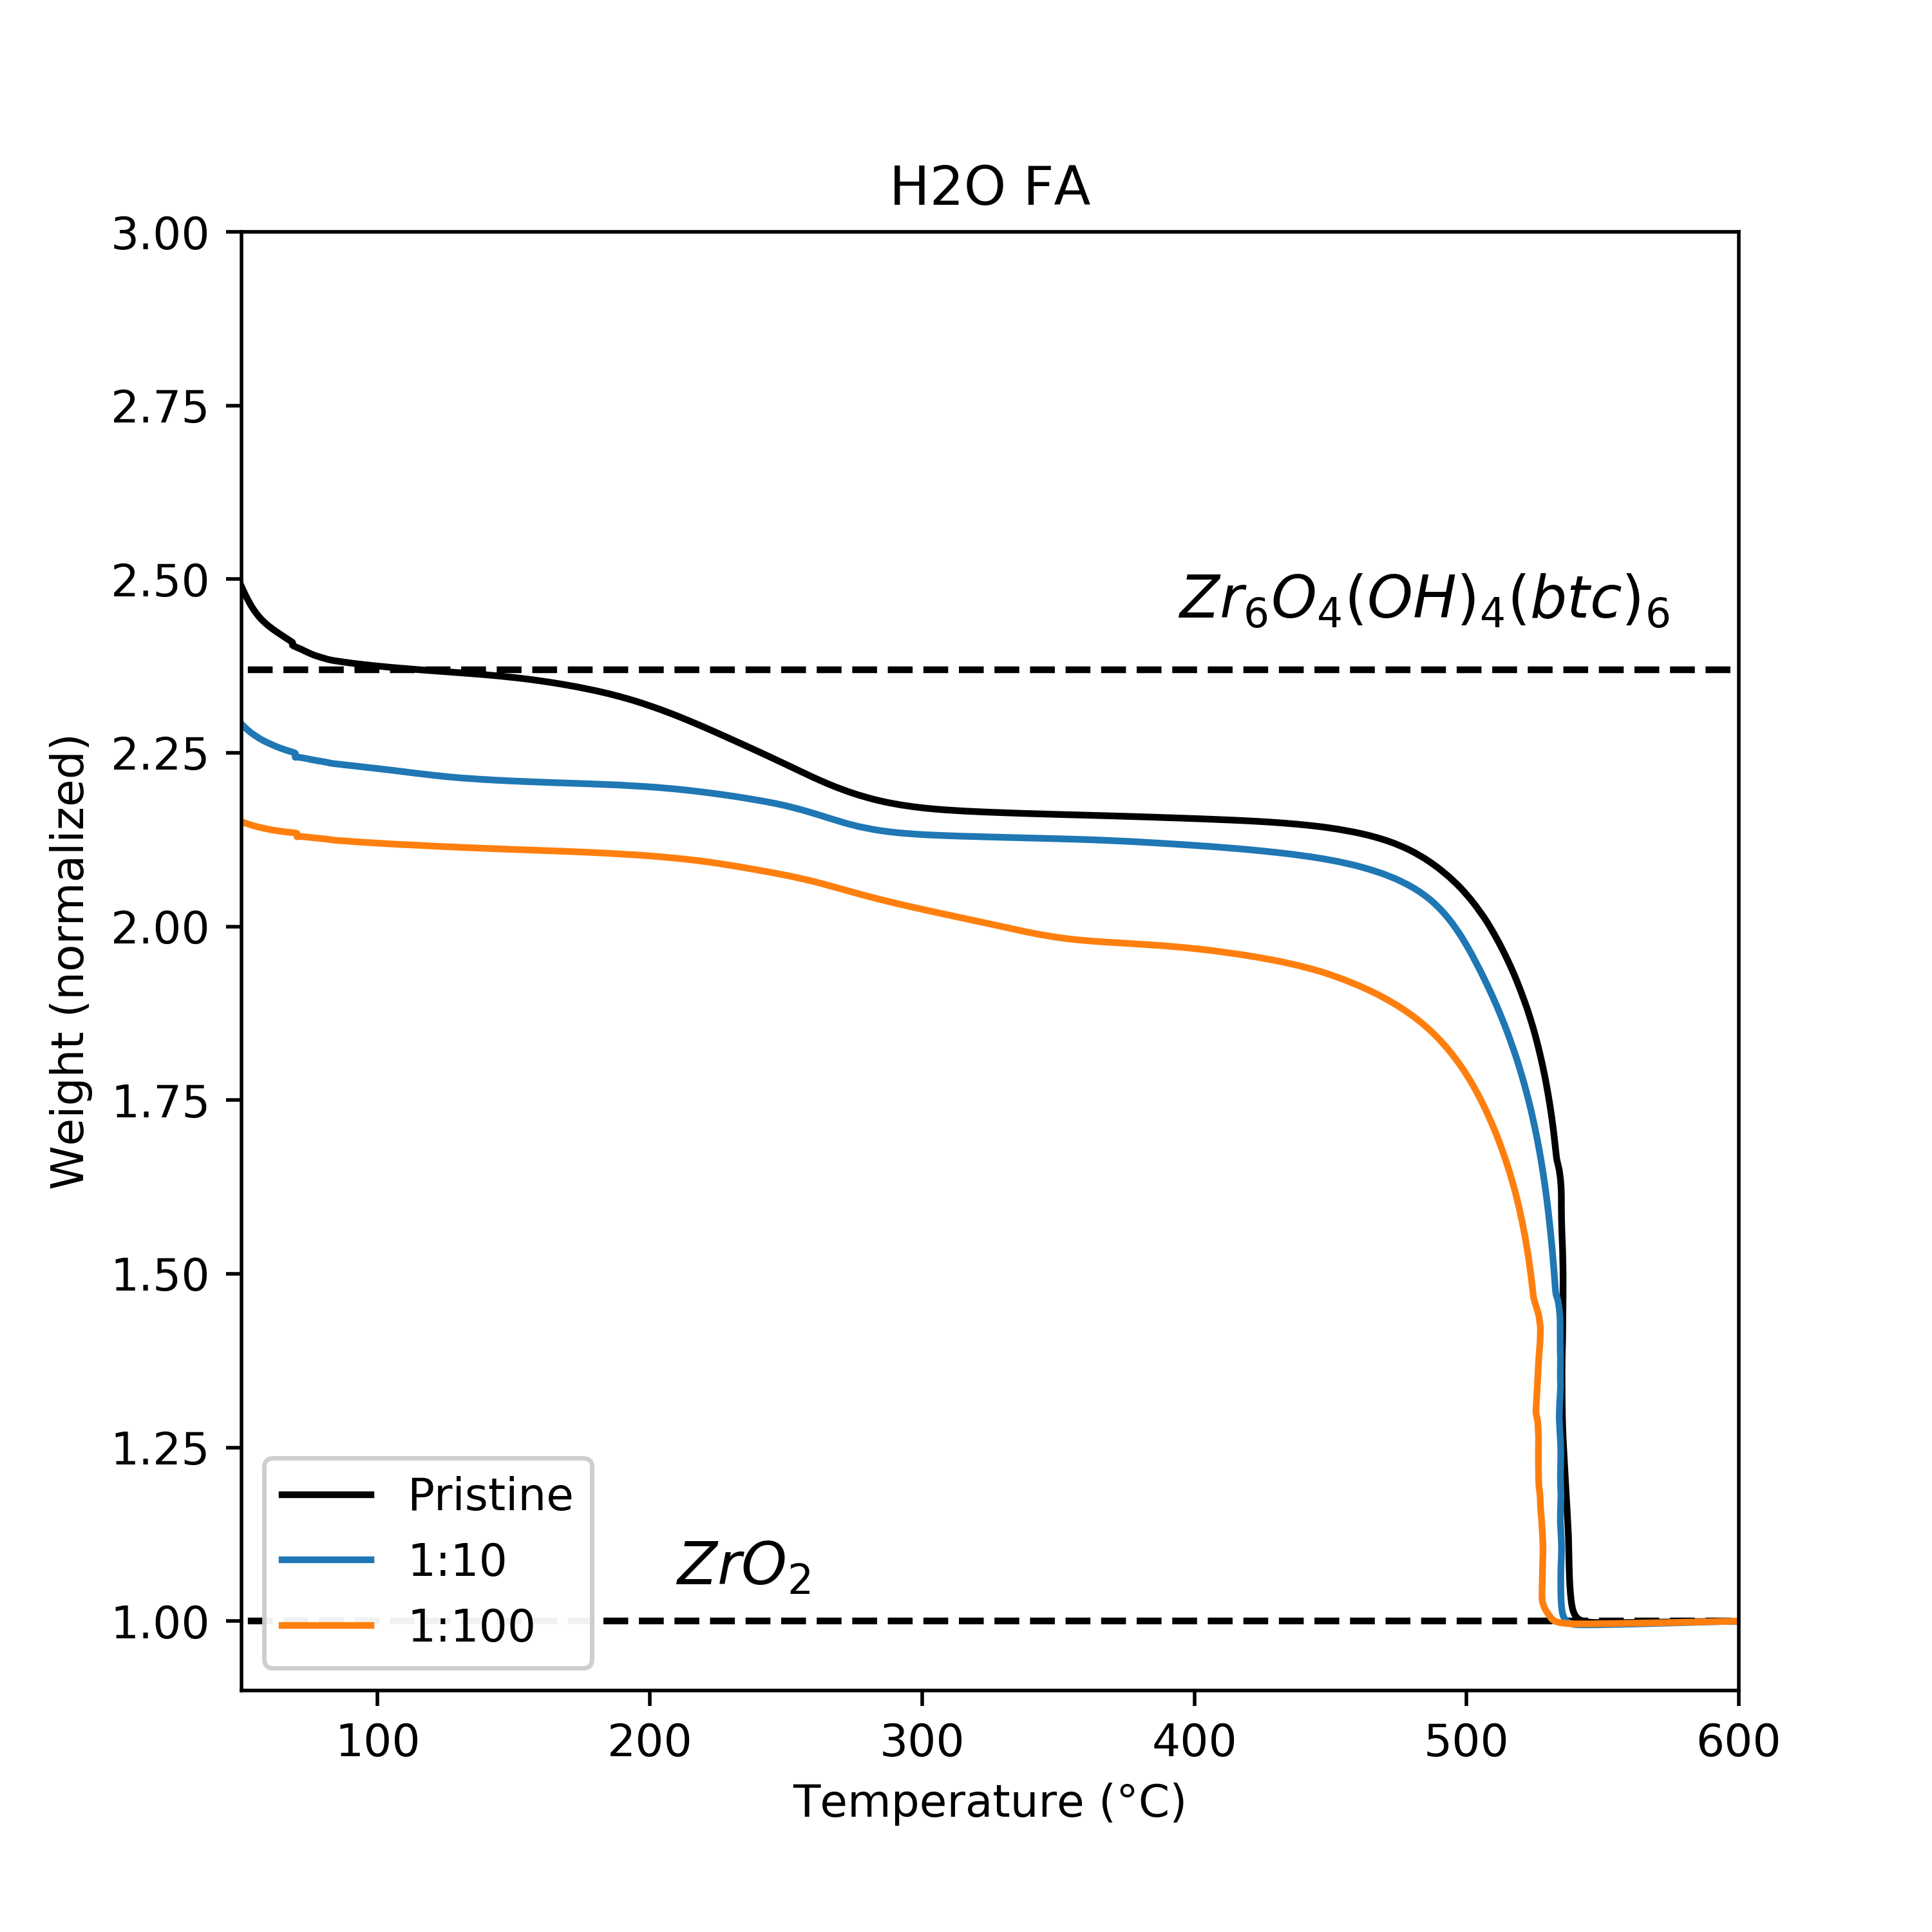 H2O FA
3.00
2.75
2.50
2.25
2.00
1.75
1.50
1.25
1.00
Weight (normalized)
Zr₆O₄(OH)₄(btc)₆
ZrO₂
Pristine
1:10
1:100
100 200 300 400 500 600
Temperature (°C)